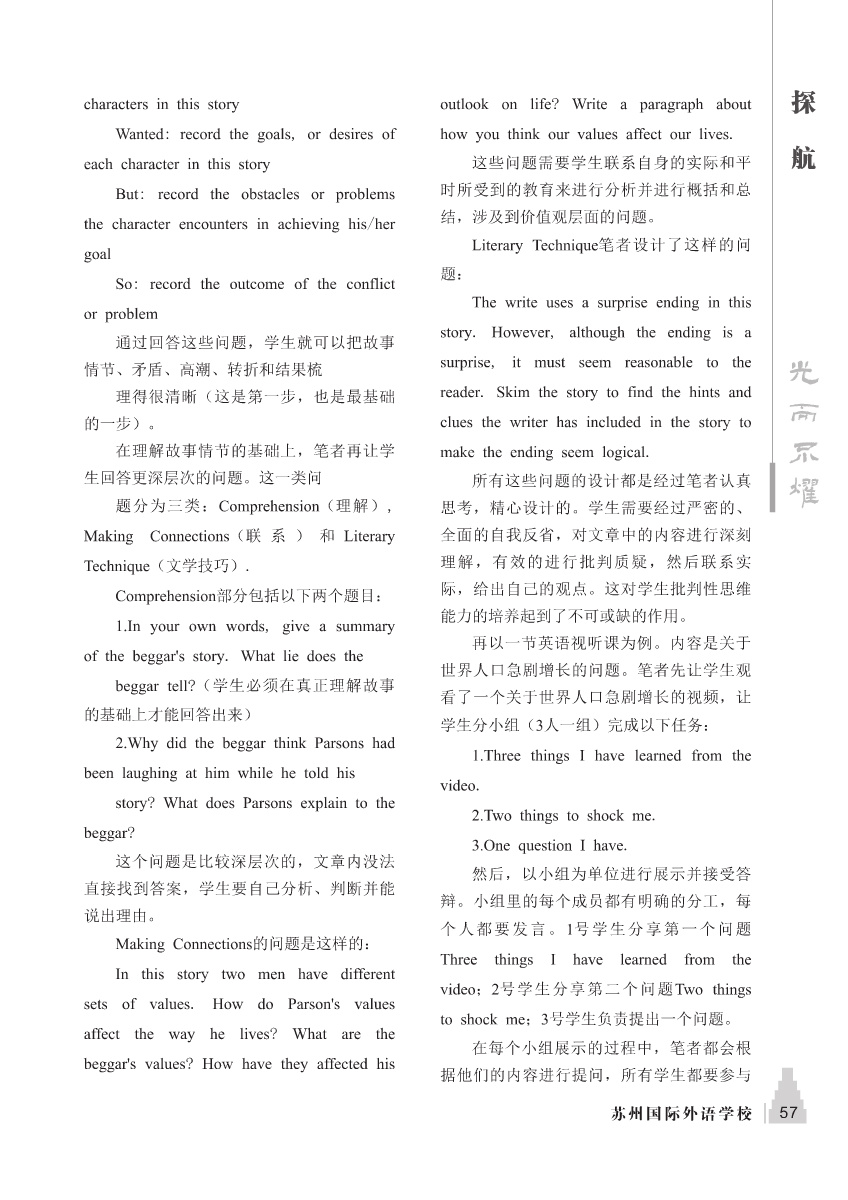 characters in this story
Wanted: record the goals, or desires of
each character in this story
But: record the obstacles or problems
the character encounters in achieving his/her
goal
So: record the outcome of the conflict
or problem
通过回答这些问题，学生就可以把故事
情节、矛盾、高潮、转折和结果梳
理得很清晰（这是第一步，也是最基础
的一步）。
在理解故事情节的基础上，笔者再让学
生回答更深层次的问题。这一类问
题分为三类：Comprehension（理解）,
Making Connections（联 系 ） 和 Literary
Technique（文学技巧）.
Comprehension部分包括以下两个题目：
1.In your own words, give a summary
of the beggar's story. What lie does the
beggar tell?（学生必须在真正理解故事
的基础上才能回答出来）
2.Why did the beggar think Parsons had
been laughing at him while he told his
story? What does Parsons explain to the
beggar?
这个问题是比较深层次的，文章内没法
直接找到答案，学生要自己分析、判断并能
说出理由。
Making Connections的问题是这样的：
In this story two men have different
sets of values. How do Parson's values
affect the way he lives? What are the
beggar's values? How have they affected his
outlook on life? Write a paragraph about
how you think our values affect our lives.
这些问题需要学生联系自身的实际和平
时所受到的教育来进行分析并进行概括和总
结，涉及到价值观层面的问题。
Literary Technique笔者设计了这样的问
题：
The write uses a surprise ending in this
story. However, although the ending is a
surprise, it must seem reasonable to the
reader. Skim the story to find the hints and
clues the writer has included in the story to
make the ending seem logical.
所有这些问题的设计都是经过笔者认真
思考，精心设计的。学生需要经过严密的、
全面的自我反省，对文章中的内容进行深刻
理解，有效的进行批判质疑，然后联系实
际，给出自己的观点。这对学生批判性思维
能力的培养起到了不可或缺的作用。
再以一节英语视听课为例。内容是关于
世界人口急剧增长的问题。笔者先让学生观
看了一个关于世界人口急剧增长的视频，让
学生分小组（3人一组）完成以下任务：
1.Three things I have learned from the
video.
2.Two things to shock me.
3.One question I have.
然后，以小组为单位进行展示并接受答
辩。小组里的每个成员都有明确的分工，每
个人都要发言。1号学生分享第一个问题
Three things I have learned from the
video；2号学生分享第二个问题Two things
to shock me；3号学生负责提出一个问题。
在每个小组展示的过程中，笔者都会根
据他们的内容进行提问，所有学生都要参与
探航
光而不耀
苏州国际外语学校 57